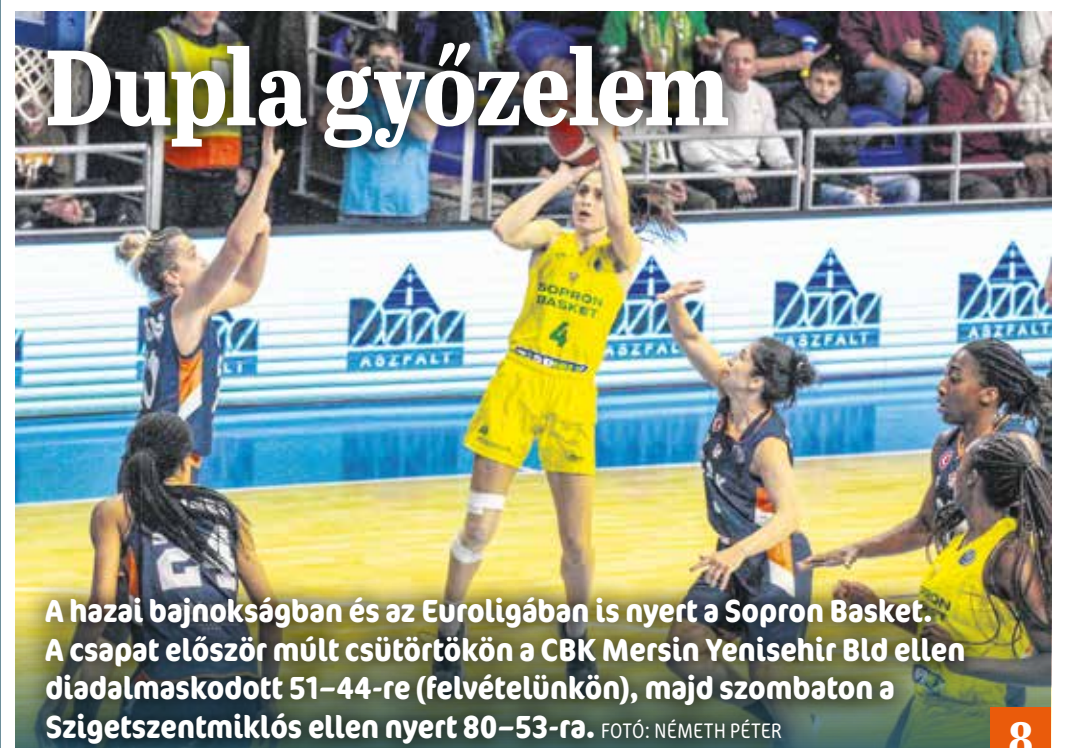 Dupla győzelem
SOPRON
BASKET
4
ASZFALT
ASZFALT
ASZFALT
24
A hazai bajnokságban és az Euroligában is nyert a Sopron Basket.
A csapat először múlt csütörtökön a CBK Mersin Yenisehir Bld ellen
diadalmaskodott 51–44-re (felvételünkön), majd szombaton a
Szigetszentmiklós ellen nyert 80–53-ra. FOTÓ: NÉMETH PÉTER
8